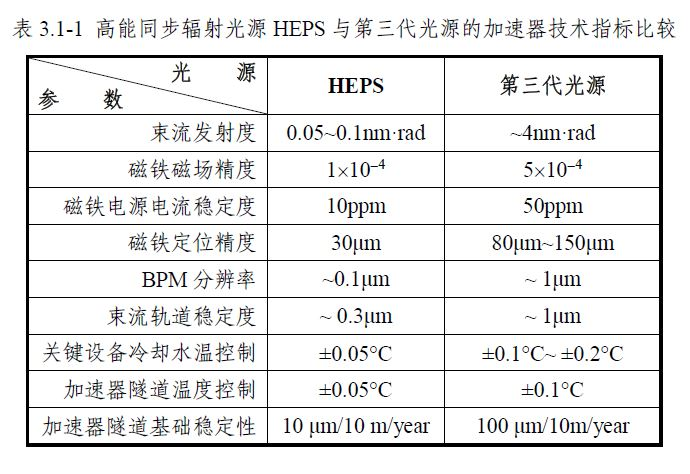 表 3.1-1 高能同步辐射光源 HEPS 与第三代光源的加速器技术指标比较
光 源
参 数 HEPS 第三代光源
束流发射度 0.05~0.1nm·rad ~4nm·rad
磁铁磁场精度 1×10⁻⁴ 5×10⁻⁴
磁铁电源电流稳定度 10ppm 50ppm
磁铁定位精度 30μm 80μm~150μm
BPM 分辨率 ~0.1μm ~ 1μm
束流轨道稳定度 ~ 0.3μm ~ 1μm
关键设备冷却水温控制 ±0.05°C ±0.1°C~ ±0.2°C
加速器隧道温度控制 ±0.05°C ±0.1°C
加速器隧道基础稳定性 10 μm/10 m/year 100 μm/10m/year